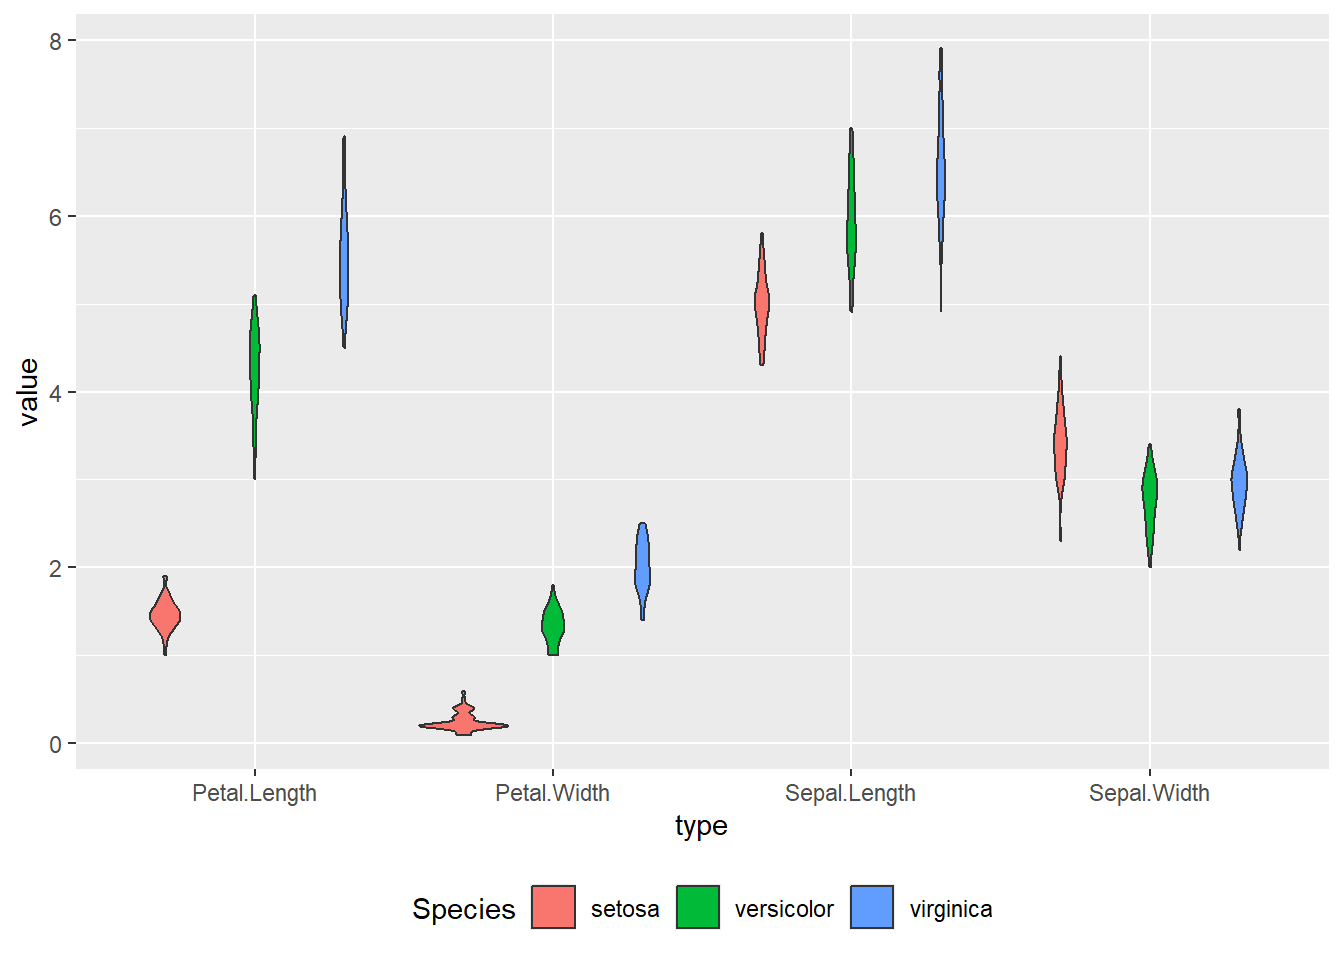 8
6
4
2
0
value
Petal.Length Petal.Width Sepal.Length Sepal.Width
type
Species setosa versicolor virginica